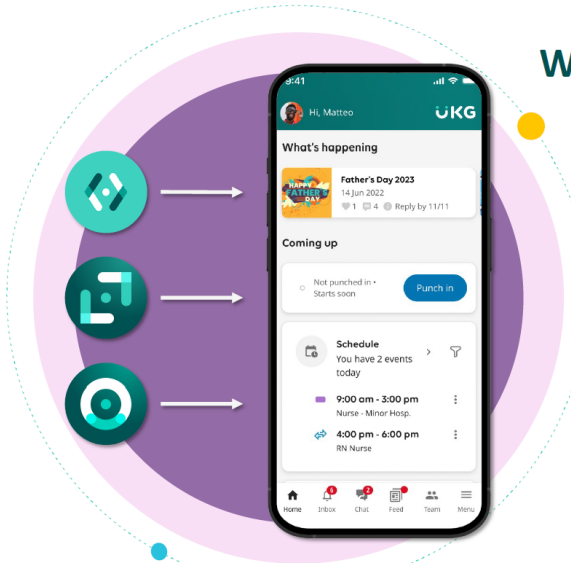 W
9:41
Hi, Matteo
UKG
What's happening
HAPPY
FATHER'S
DAY
Father's Day 2023
14 Jun 2022
1 4 Reply by 11/11
Coming up
Not punched in •
Starts soon
Punch in
Schedule
You have 2 events
today
9:00 am - 3:00 pm
Nurse - Minor Hosp.
4:00 pm - 6:00 pm
RN Nurse
6 2
Home Inbox Chat Feed Team Menu